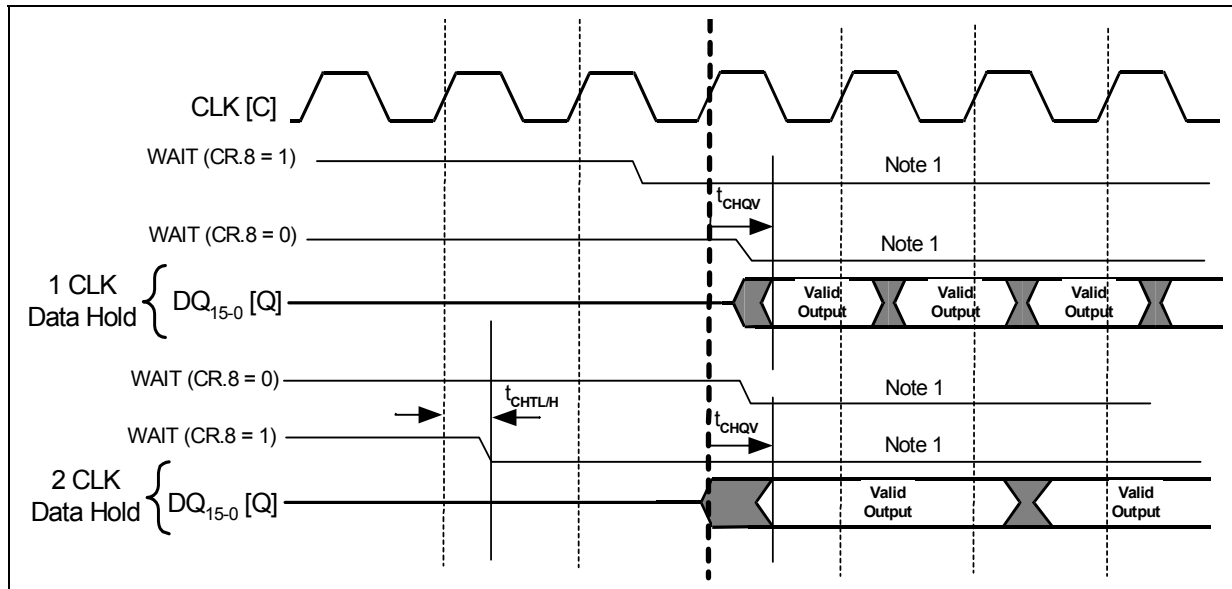 CLK [C]
WAIT (CR.8 = 1)
Note 1
tCHQV
WAIT (CR.8 = 0)
Note 1
1 CLK
Data Hold
DQ15-0 [Q]
Valid
Output
Valid
Output
Valid
Output
WAIT (CR.8 = 0)
Note 1
tCHTL/H
tCHQV
WAIT (CR.8 = 1)
Note 1
2 CLK
Data Hold
DQ15-0 [Q]
Valid
Output
Valid
Output